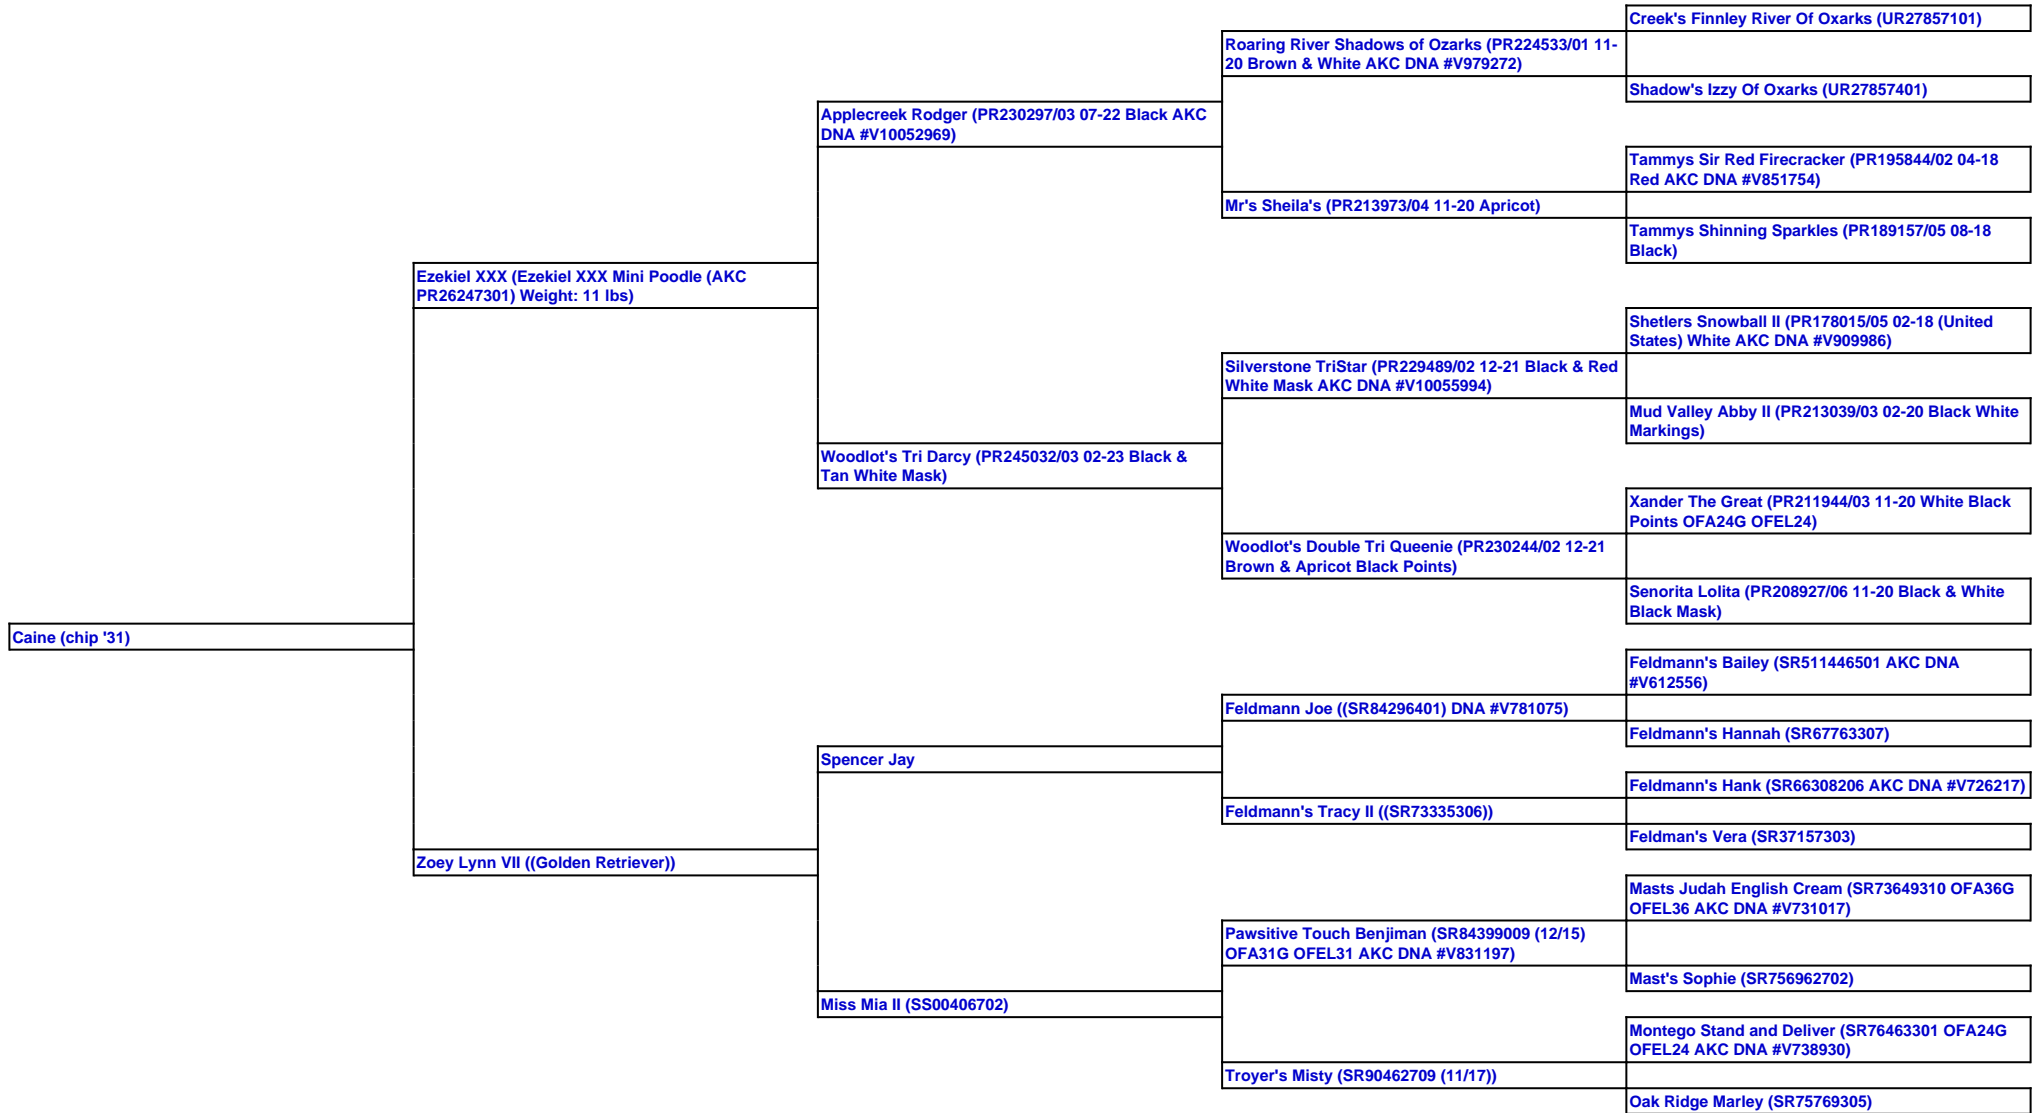 Creek's Finnley River Of Oxarks (UR27857101)
Roaring River Shadows of Ozarks (PR224533/01 11-
20 Brown & White AKC DNA #V979272)
Shadow's Izzy Of Oxarks (UR27857401)
Applecreek Rodger (PR230297/03 07-22 Black AKC
DNA #V10052969)
Tammys Sir Red Firecracker (PR195844/02 04-18
Red AKC DNA #V851754)
Mr's Sheila's (PR213973/04 11-20 Apricot)
Tammys Shinning Sparkles (PR189157/05 08-18
Black)
Ezekiel XXX (Ezekiel XXX Mini Poodle (AKC
PR26247301) Weight: 11 lbs)
Shetlers Snowball II (PR178015/05 02-18 (United
States) White AKC DNA #V909986)
Silverstone TriStar (PR229489/02 12-21 Black & Red
White Mask AKC DNA #V10055994)
Mud Valley Abby II (PR213039/03 02-20 Black White
Markings)
Woodlot's Tri Darcy (PR245032/03 02-23 Black &
Tan White Mask)
Xander The Great (PR211944/03 11-20 White Black
Points OFA24G OFEL24)
Woodlot's Double Tri Queenie (PR230244/02 12-21
Brown & Apricot Black Points)
Senorita Lolita (PR208927/06 11-20 Black & White
Black Mask)
Caine (chip '31)
Feldmann's Bailey (SR511446501 AKC DNA
#V612556)
Feldmann Joe ((SR84296401) DNA #V781075)
Feldmann's Hannah (SR67763307)
Spencer Jay
Feldmann's Hank (SR66308206 AKC DNA #V726217)
Feldmann's Tracy II ((SR73335306))
Feldman's Vera (SR37157303)
Zoey Lynn VII ((Golden Retriever))
Masts Judah English Cream (SR73649310 OFA36G
OFEL36 AKC DNA #V731017)
Pawsitive Touch Benjiman (SR84399009 (12/15)
OFA31G OFEL31 AKC DNA #V831197)
Mast's Sophie (SR756962702)
Miss Mia II (SS00406702)
Montego Stand and Deliver (SR76463301 OFA24G
OFEL24 AKC DNA #V738930)
Troyer's Misty (SR90462709 (11/17))
Oak Ridge Marley (SR75769305)